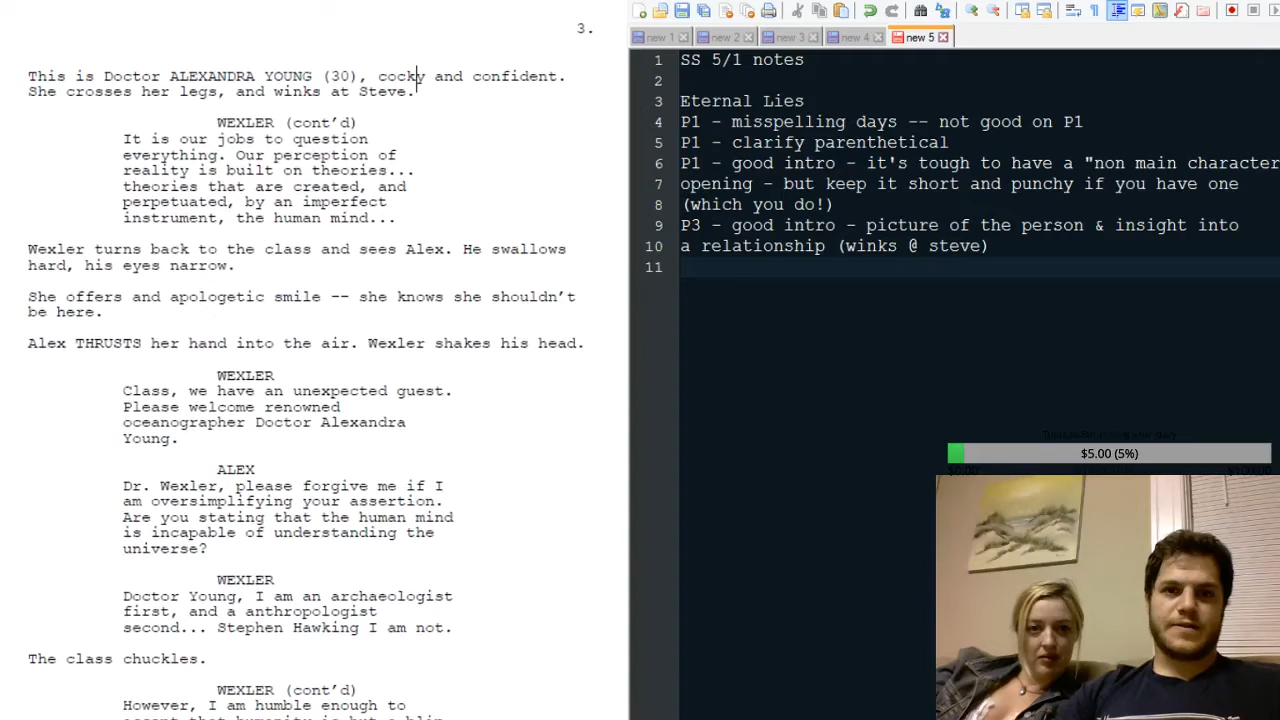 3.
This is Doctor ALEXANDRA YOUNG (30), cocky and confident.
She crosses her legs, and winks at Steve.
WEXLER (cont'd)
It is our jobs to question
everything. Our perception of
reality is built on theories...
theories that are created, and
perpetuated, by an imperfect
instrument, the human mind...
Wexler turns back to the class and sees Alex. He swallows
hard, his eyes narrow.
She offers and apologetic smile -- she knows she shouldn't
be here.
Alex THRUSTS her hand into the air. Wexler shakes his head.
WEXLER
Class, we have an unexpected guest.
Please welcome renowned
oceanographer Doctor Alexandra
Young.
ALEX
Dr. Wexler, please forgive me if I
am oversimplifying your assertion.
Are you stating that the human mind
is incapable of understanding the
universe?
WEXLER
Doctor Young, I am an archaeologist
first, and a anthropologist
second... Stephen Hawking I am not.
The class chuckles.
WEXLER (cont'd)
However, I am humble enough to
accept that humanity is but a blip
new 1
new 2
new 3
new 4
new 5
1 SS 5/1 notes
2
3 Eternal Lies
4 P1 - misspelling days -- not good on P1
5 P1 - clarify parenthetical
6 P1 - good intro - it's tough to have a "non main character
7 opening - but keep it short and punchy if you have one
8 (which you do!)
9 P3 - good intro - picture of the person & insight into
10 a relationship (winks @ steve)
11
$5.00 (5%)